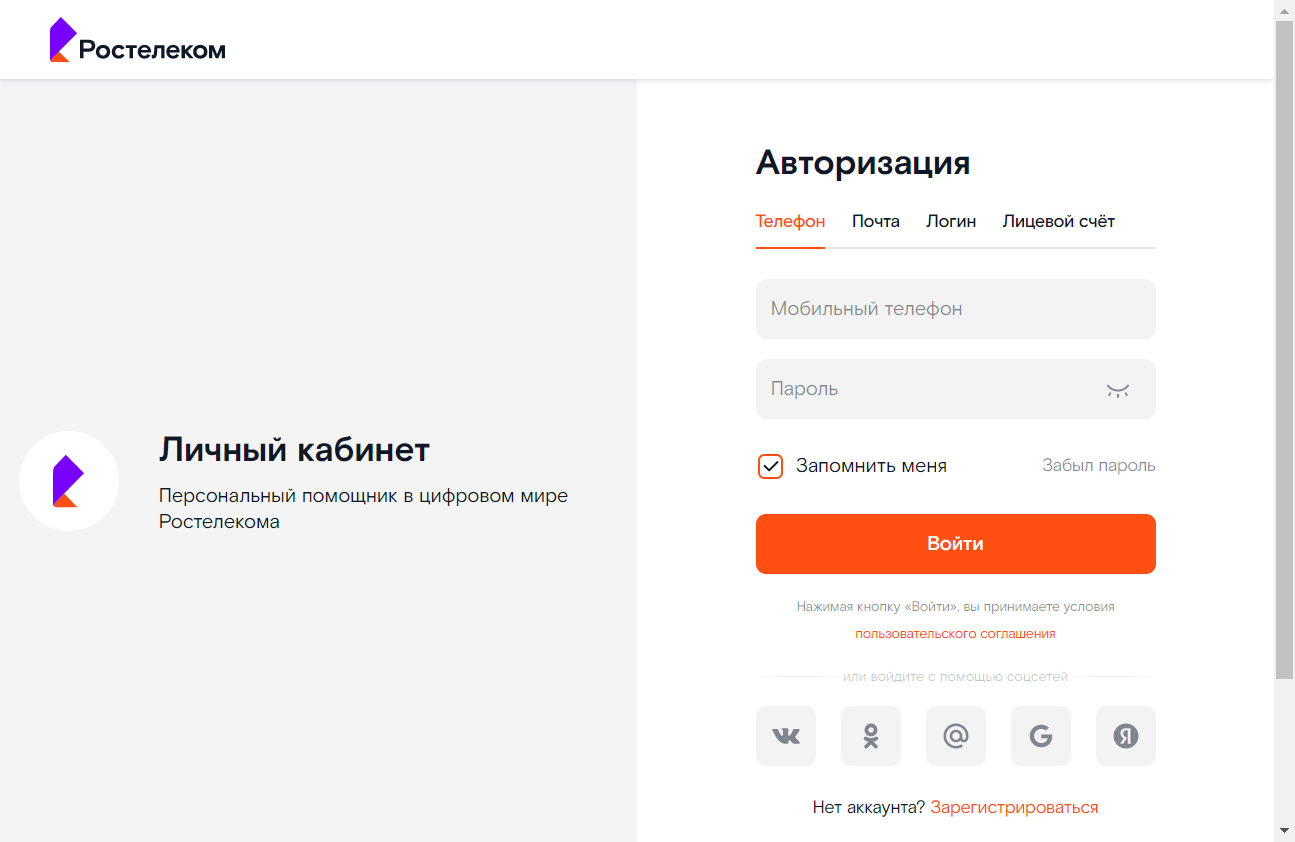 Ростелеком
Авторизация
Телефон Почта Логин Лицевой счёт
Мобильный телефон
Пароль
Запомнить меня Забыл пароль
Войти
Нажимая кнопку «Войти», вы принимаете условия
пользовательского соглашения
или войдите с помощью соцсетей
Нет аккаунта? Зарегистрироваться
Личный кабинет
Персональный помощник в цифровом мире
Ростелекома